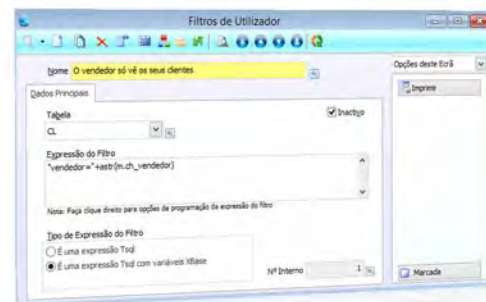 Filtros de Utilizador
Nome O vendedor só vê os seus clientes
Opções deste Ecrã
Dados Principais
Imprimir
Tabela
Inactivo
CL
Expressão do Filtro
"vendedor="+astr(m.ch_vendedor)
Nota: Faça clique direito para opções de programação da expressão do filtro
Tipo de Expressão do Filtro
É uma expressão Tsql
É uma expressão Tsql com variáveis XBase
Nº Interno 1
Marcada